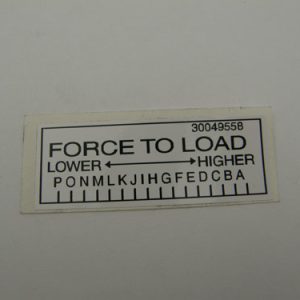 30049558
FORCE TO LOAD
LOWER ⟷ HIGHER
PONMLKJIHGFEDCBA